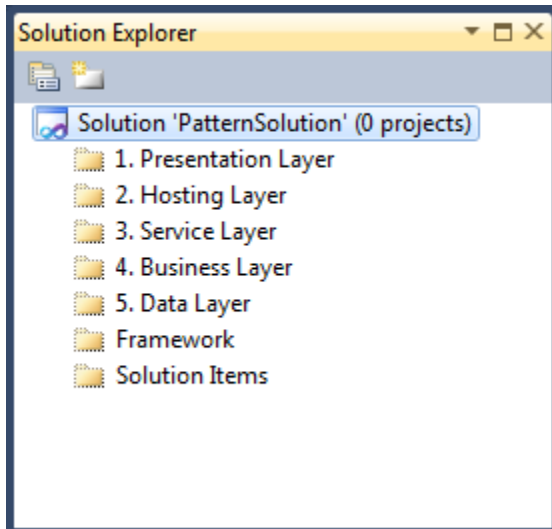 Solution Explorer
Solution 'PatternSolution' (0 projects)
1. Presentation Layer
2. Hosting Layer
3. Service Layer
4. Business Layer
5. Data Layer
Framework
Solution Items